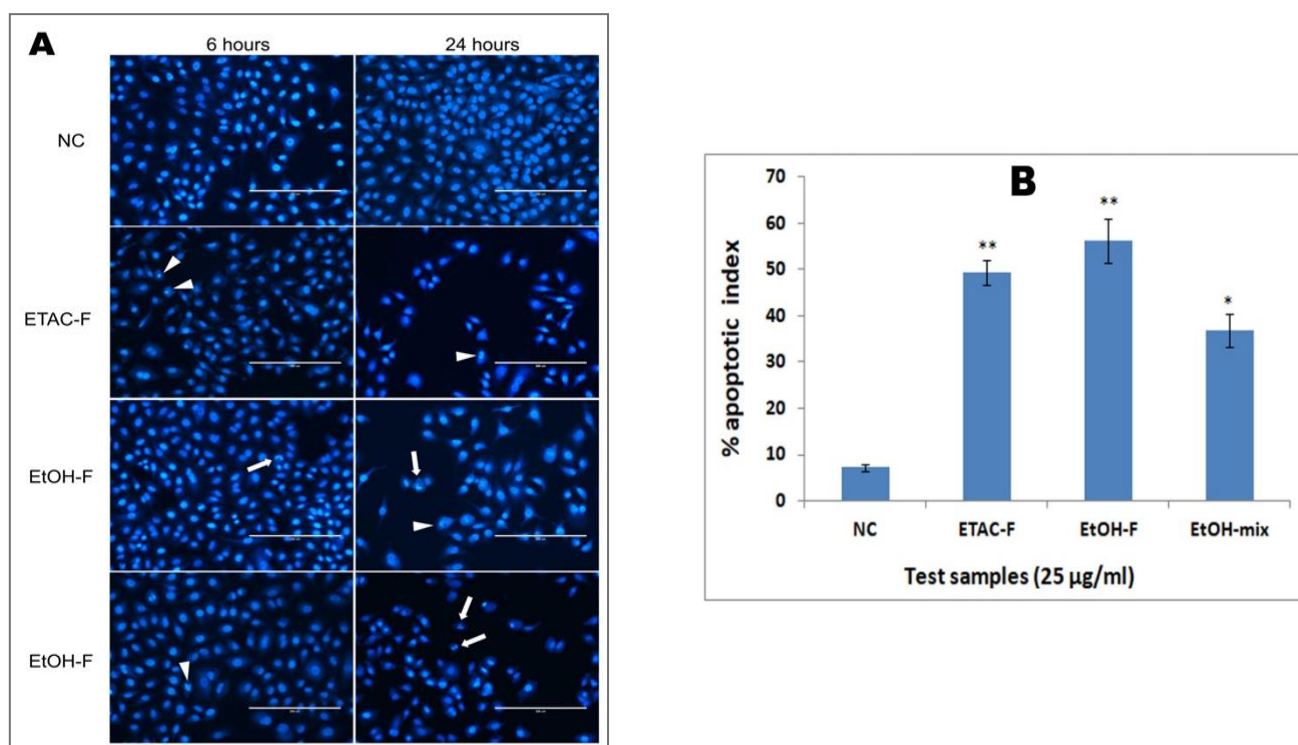 A
6 hours 24 hours
NC
ETAC-F
EtOH-F
EtOH-F
B
70
60
50
40
30
20
10
0
% apoptotic index
**
**
*
NC ETAC-F EtOH-F EtOH-mix
Test samples (25 µg/ml)